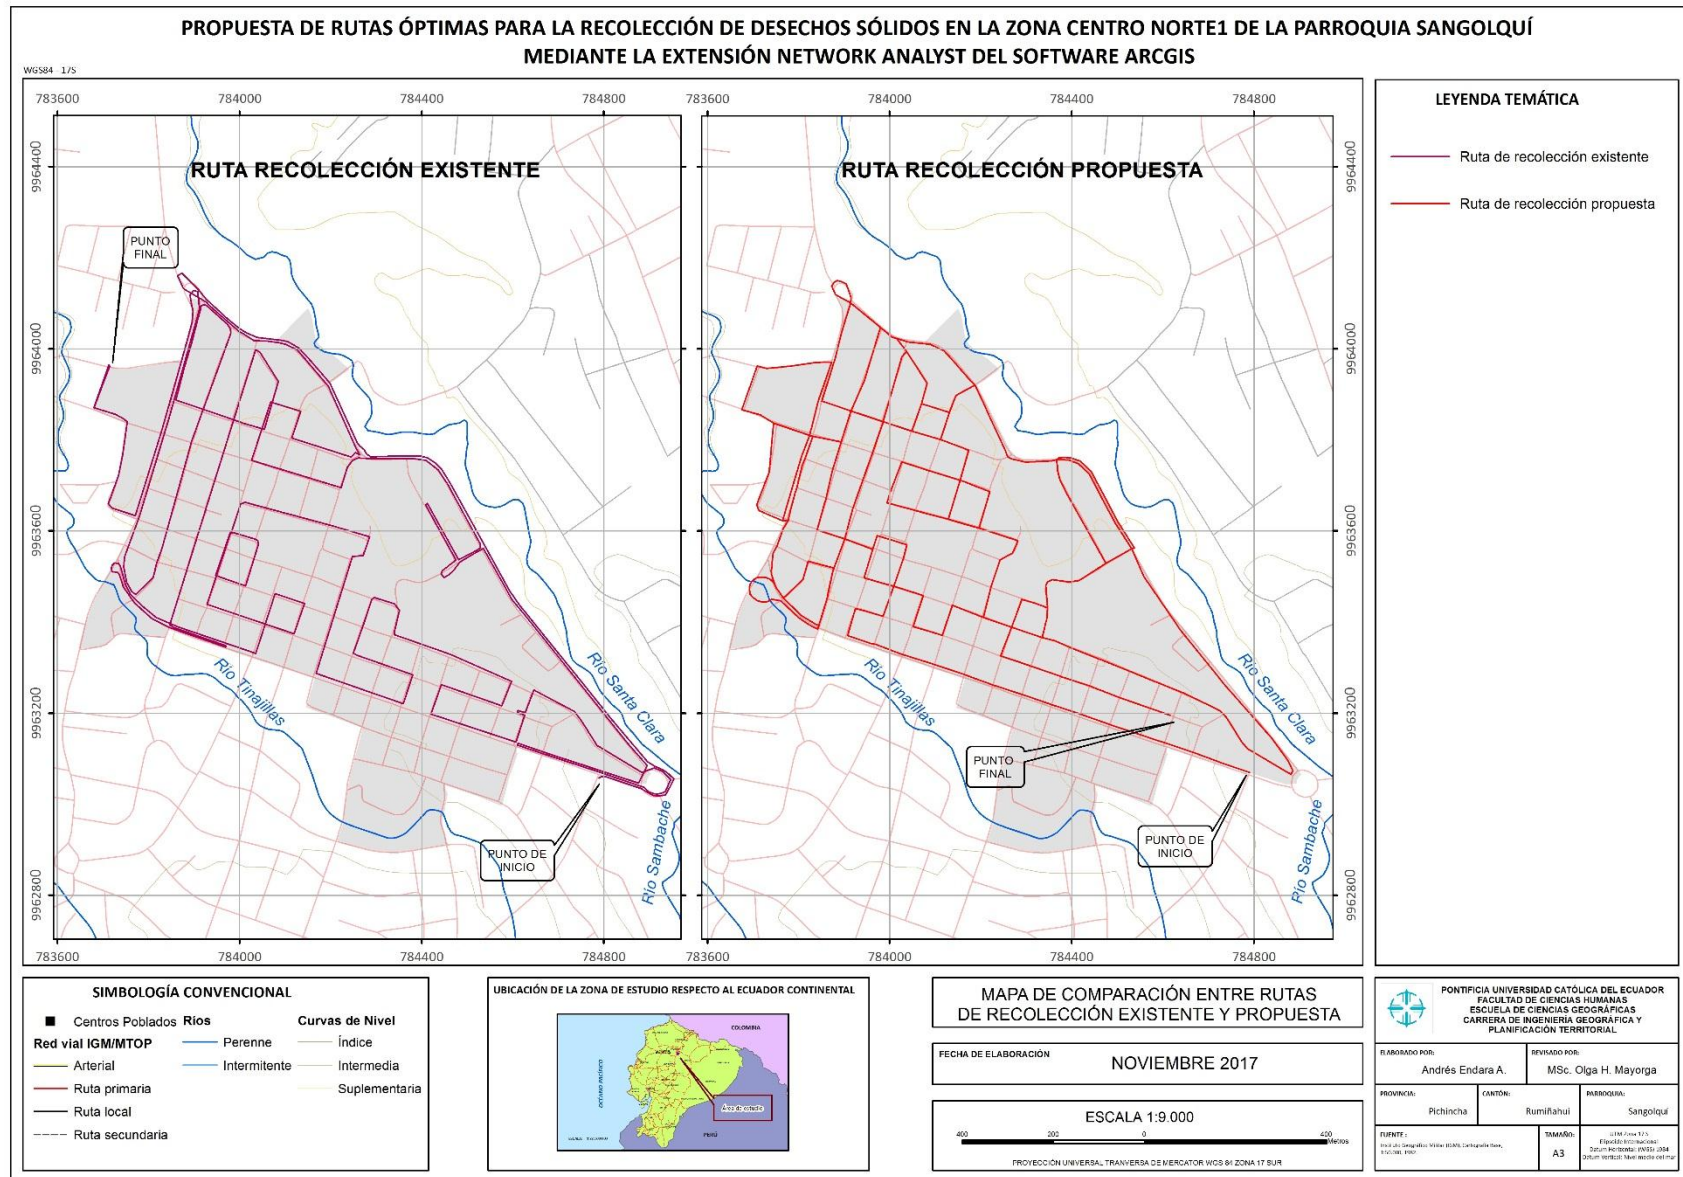 PROPUESTA DE RUTAS ÓPTIMAS PARA LA RECOLECCIÓN DE DESECHOS SÓLIDOS EN LA ZONA CENTRO NORTE1 DE LA PARROQUIA SANGOLQUÍ
MEDIANTE LA EXTENSIÓN NETWORK ANALYST DEL SOFTWARE ARCGIS
WGS84 17S
783600 784000 784400 784800
9964400
9964000
9963600
9963200
9962800
RUTA RECOLECCIÓN EXISTENTE
PUNTO
FINAL
Río Tinajillas
Río Santa Clara
Río Sambache
PUNTO DE
INICIO
783600 784000 784400 784800
783600 784000 784400 784800
RUTA RECOLECCIÓN PROPUESTA
Río Tinajillas
Río Santa Clara
Río Sambache
PUNTO
FINAL
PUNTO DE
INICIO
9964400
9964000
9963600
9963200
9962800
783600 784000 784400 784800
LEYENDA TEMÁTICA
Ruta de recolección existente
Ruta de recolección propuesta
SIMBOLOGÍA CONVENCIONAL
Centros Poblados
Red vial IGM/MTOP
Arterial
Ruta primaria
Ruta local
Ruta secundaria
Ríos
Perenne
Intermitente
Curvas de Nivel
Índice
Intermedia
Suplementaria
UBICACIÓN DE LA ZONA DE ESTUDIO RESPECTO AL ECUADOR CONTINENTAL
COLOMBIA
OCÉANO PACÍFICO
Área de estudio
PERÚ
MAPA DE COMPARACIÓN ENTRE RUTAS
DE RECOLECCIÓN EXISTENTE Y PROPUESTA
FECHA DE ELABORACIÓN
NOVIEMBRE 2017
ESCALA 1:9.000
400 200 0 400
Metros
PROYECCIÓN UNIVERSAL TRANVERSA DE MERCATOR WGS 84 ZONA 17 SUR
PONTIFICIA UNIVERSIDAD CATÓLICA DEL ECUADOR
FACULTAD DE CIENCIAS HUMANAS
ESCUELA DE CIENCIAS GEOGRÁFICAS
CARRERA DE INGENIERÍA GEOGRÁFICA Y
PLANIFICACIÓN TERRITORIAL
ELABORADO POR:
Andrés Endara A.
REVISADO POR:
MSc. Olga H. Mayorga
PROVINCIA:
Pichincha
CANTÓN:
Rumiñahui
PARROQUIA:
Sangolquí
FUENTE:
TAMAÑO:
A3
UTM Zona 17 S